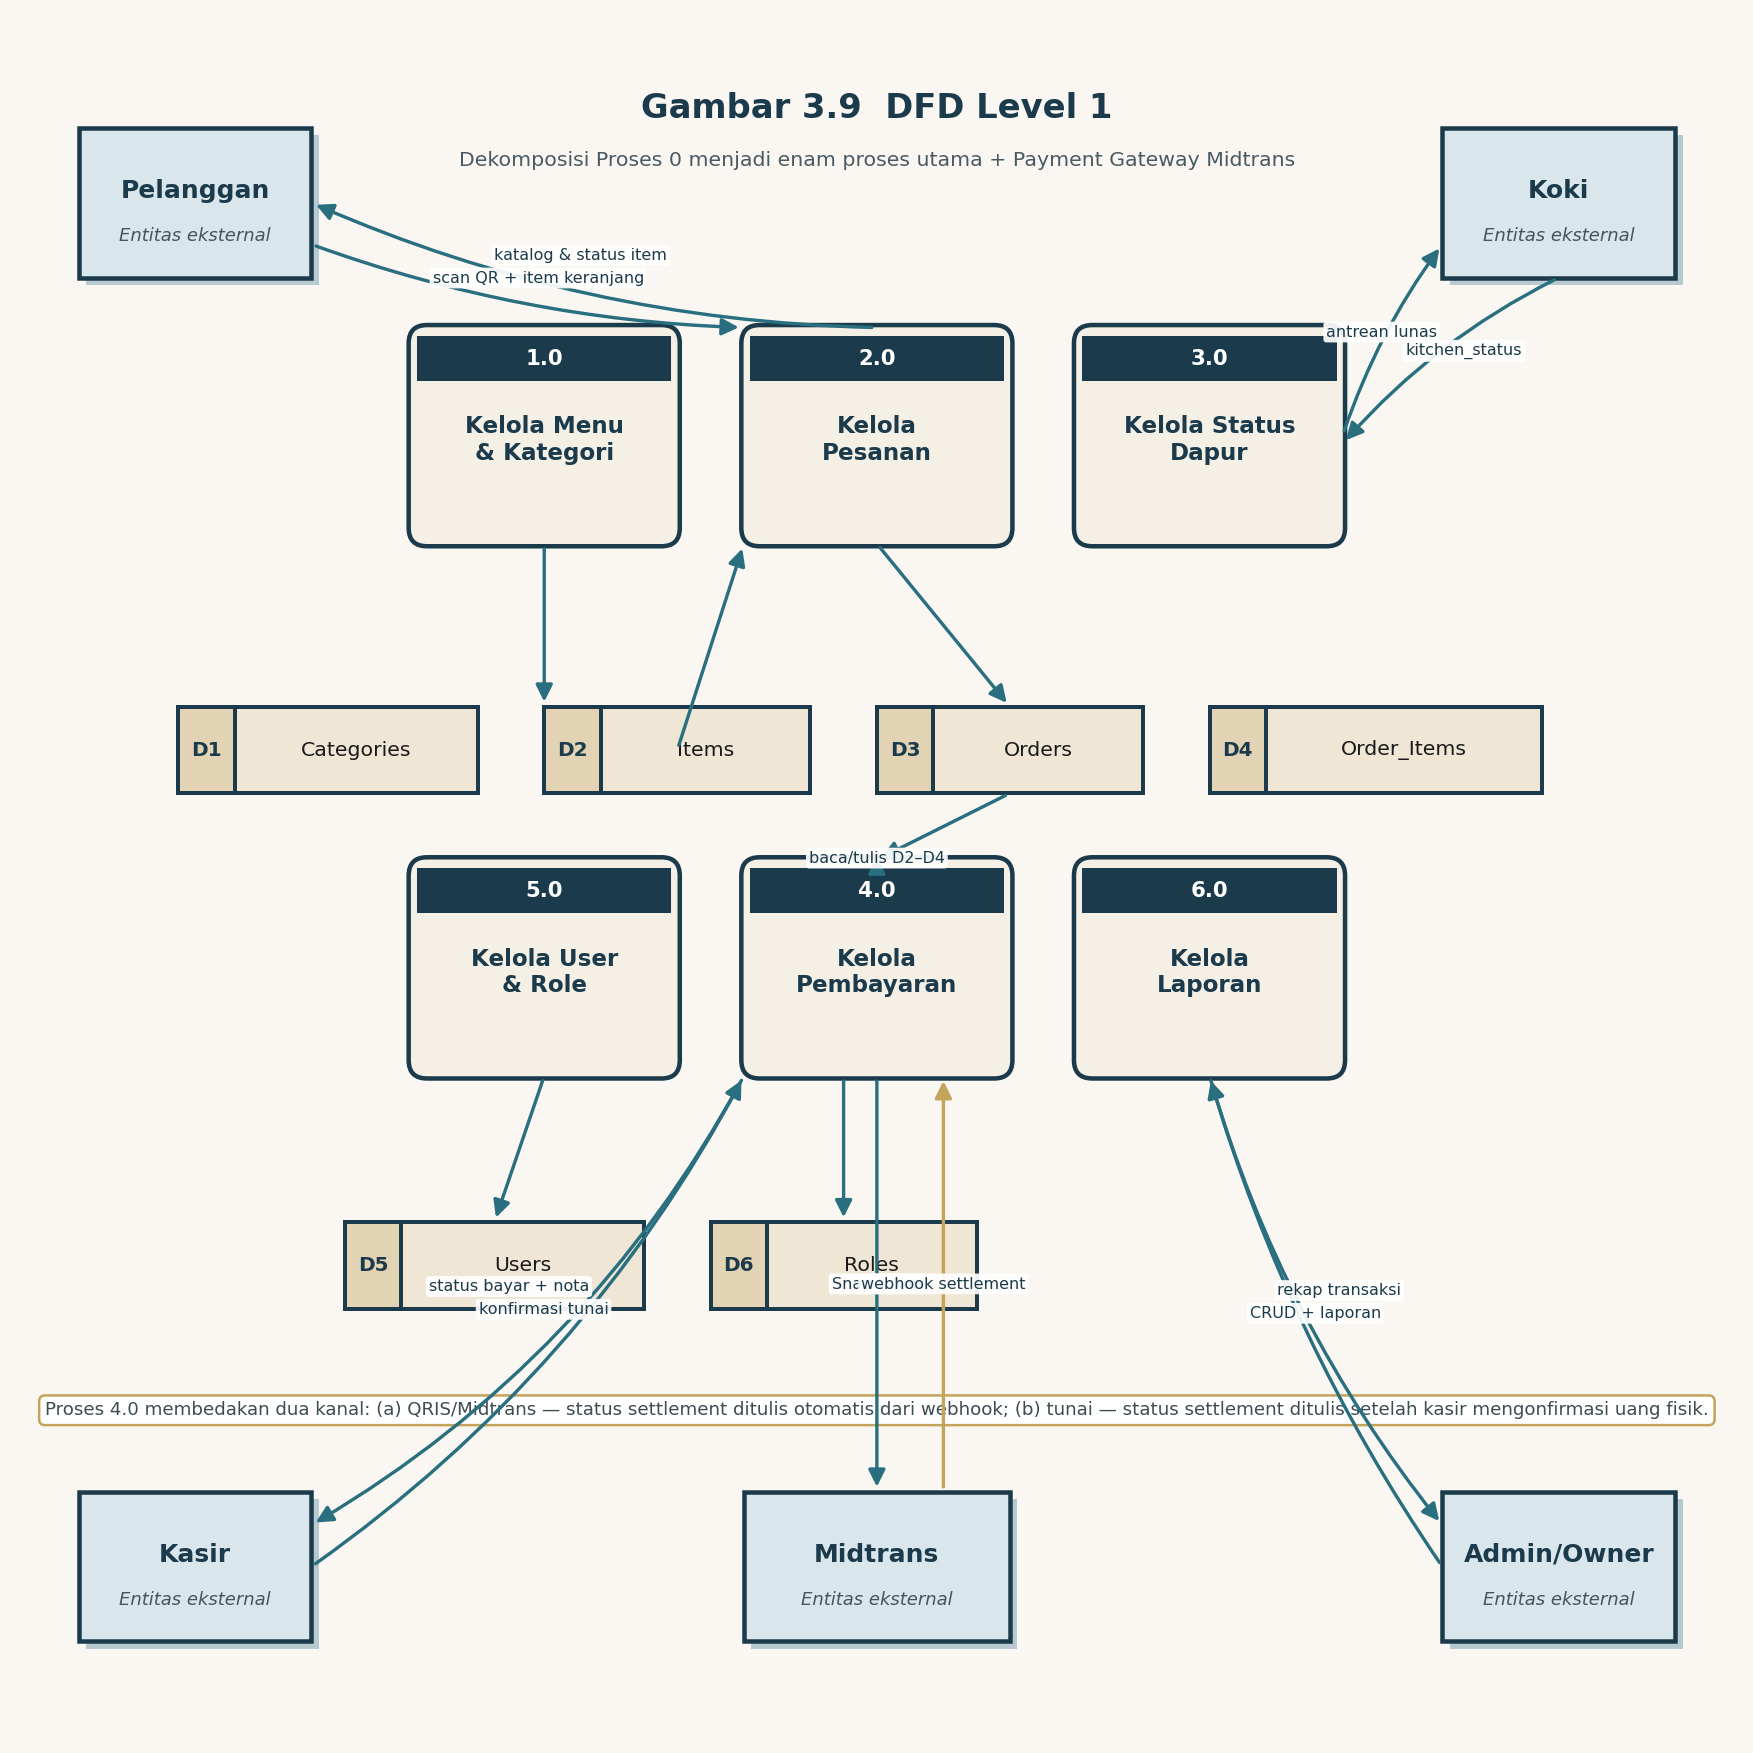 Gambar 3.9  DFD Level 1
Dekomposisi Proses 0 menjadi enam proses utama + Payment Gateway Midtrans
Pelanggan
Entitas eksternal
Koki
Entitas eksternal
katalog & status item
scan QR + item keranjang
antrean lunas
kitchen_status
1.0
Kelola Menu
& Kategori
2.0
Kelola
Pesanan
3.0
Kelola Status
Dapur
D1
Categories
D2
Items
D3
Orders
D4
Order_Items
baca/tulis D2–D4
5.0
Kelola User
& Role
4.0
Kelola
Pembayaran
6.0
Kelola
Laporan
D5
Users
D6
Roles
status bayar + nota
konfirmasi tunai
webhook settlement
rekap transaksi
CRUD + laporan
Proses 4.0 membedakan dua kanal: (a) QRIS/Midtrans — status settlement ditulis otomatis dari webhook; (b) tunai — status settlement ditulis setelah kasir mengonfirmasi uang fisik.
Kasir
Entitas eksternal
Midtrans
Entitas eksternal
Admin/Owner
Entitas eksternal